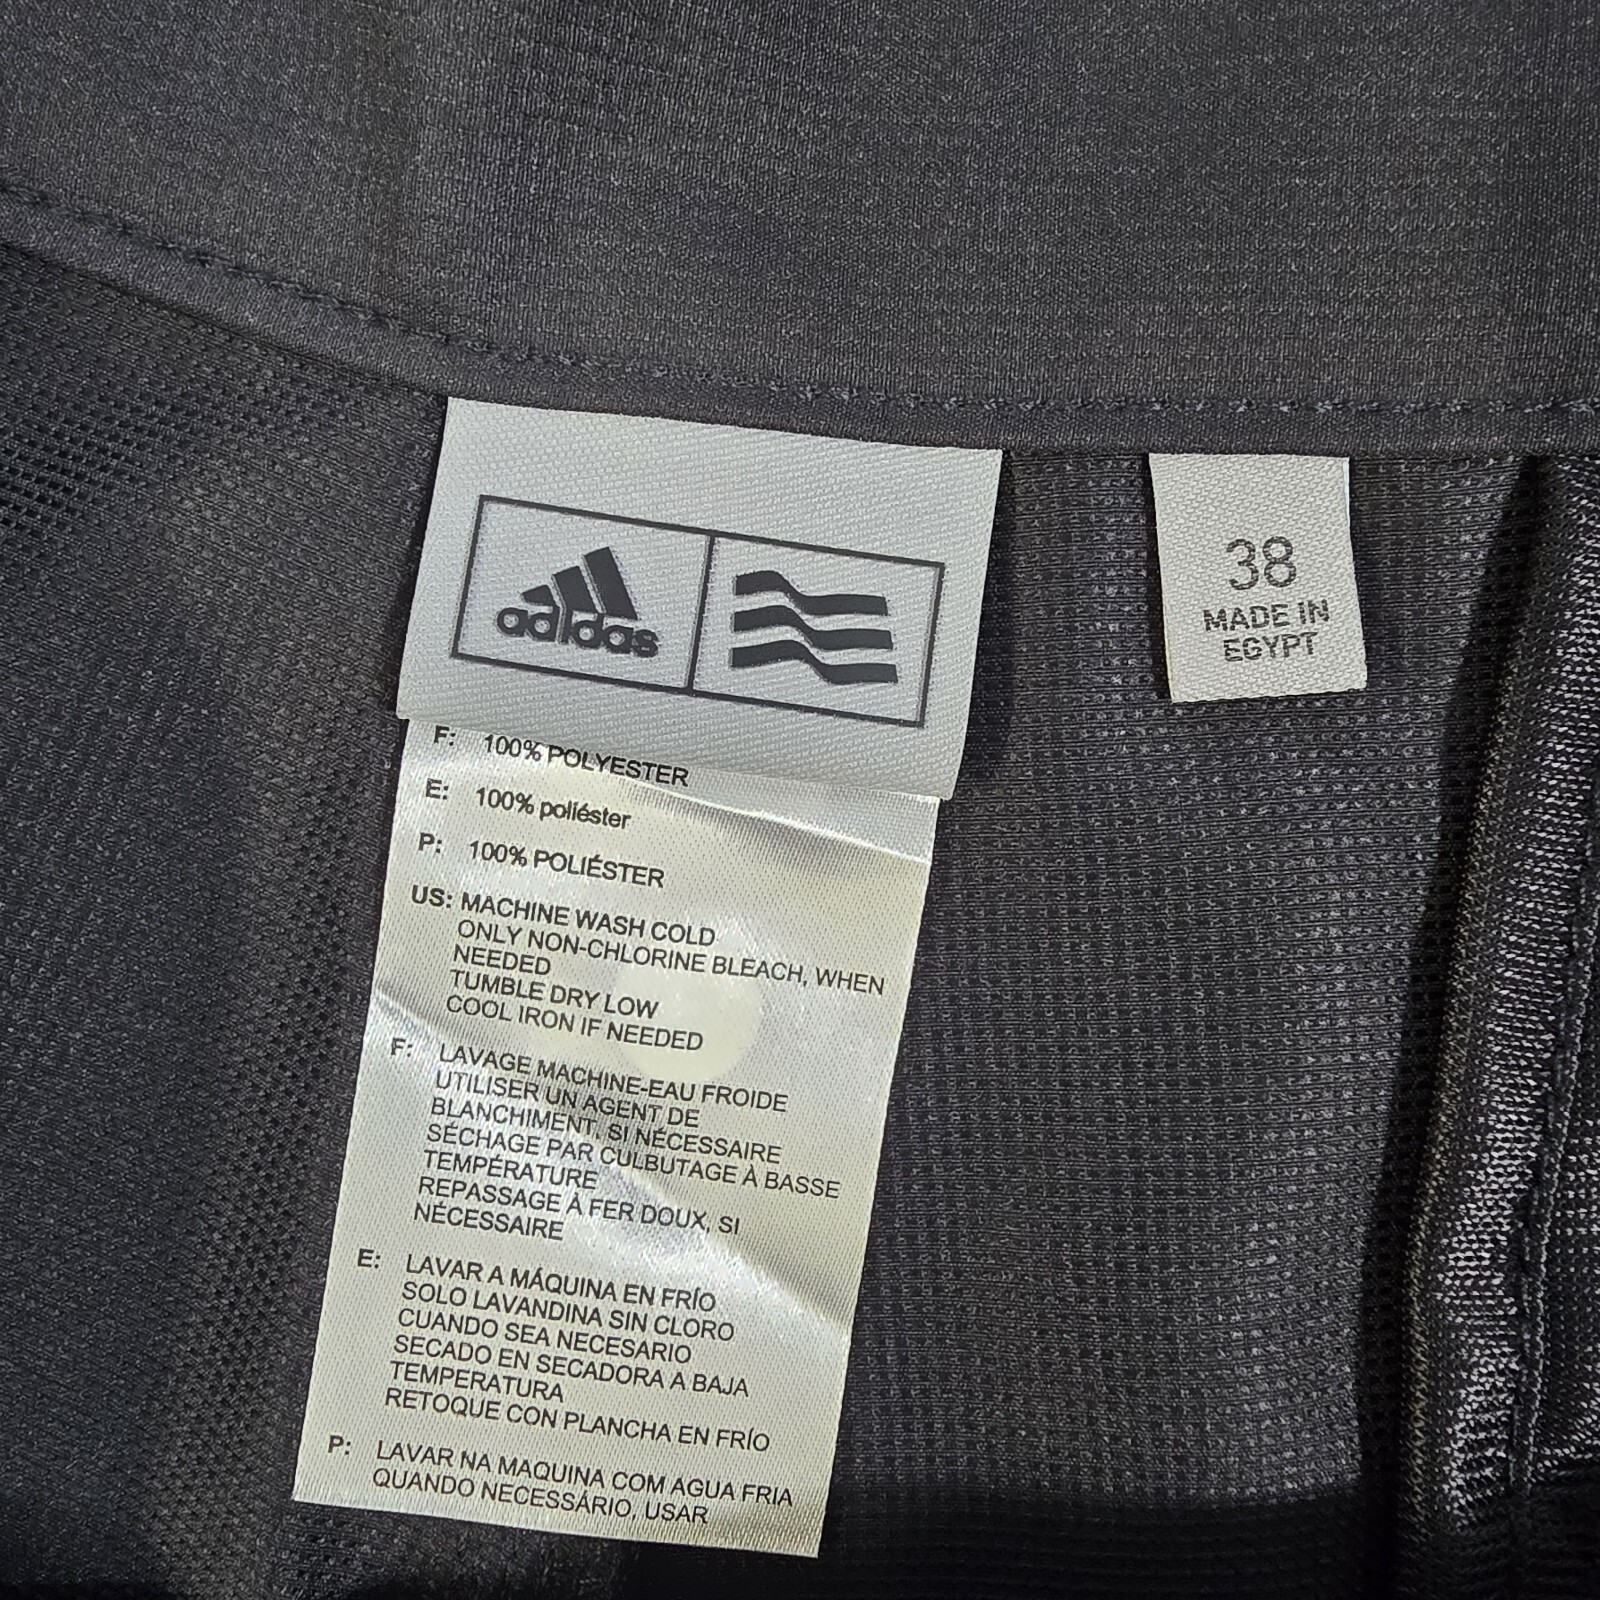 adidas
38
MADE IN
EGYPT
F: 100% POLYESTER
E: 100% poliéster
P: 100% POLIÉSTER
US: MACHINE WASH COLD
ONLY NON-CHLORINE BLEACH, WHEN
NEEDED
TUMBLE DRY LOW
COOL IRON IF NEEDED
F: LAVAGE MACHINE-EAU FROIDE
UTILISER UN AGENT DE
BLANCHIMENT, SI NÉCESSAIRE
SÉCHAGE PAR CULBUTAGE À BASSE
TEMPÉRATURE
REPASSAGE À FER DOUX, SI
NÉCESSAIRE
E: LAVAR A MÁQUINA EN FRÍO
SOLO LAVANDINA SIN CLORO
CUANDO SEA NECESARIO
SECADO EN SECADORA A BAJA
TEMPERATURA
RETOQUE CON PLANCHA EN FRÍO
P: LAVAR NA MAQUINA COM AGUA FRIA
QUANDO NECESSÁRIO, USAR